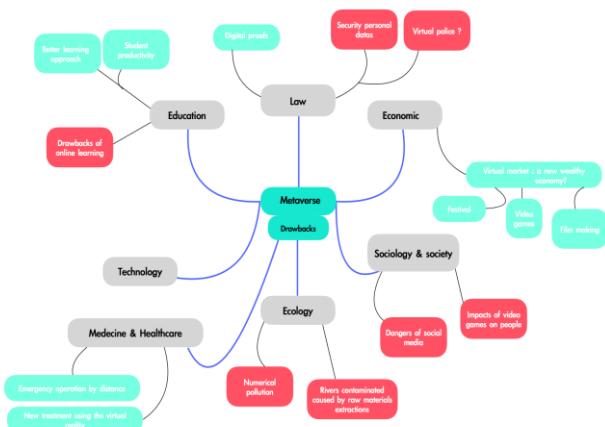 Digital proofs
Security personal
datas
Virtual police ?
Better learning
approach
Student
productivity
Law
Education
Economic
Drawbacks of
online learning
Virtual market : a new wealthy
economy?
Festival
Video
games
Film making
Metaverse
Drawbacks
Sociology & society
Technology
Ecology
Medecine & Healthcare
Dangers of social
media
Impacts of video
games on people
Numerical
pollution
Rivers contaminated
caused by raw materials
extractions
Emergency operation by distance
New treatment using the virtual
reality